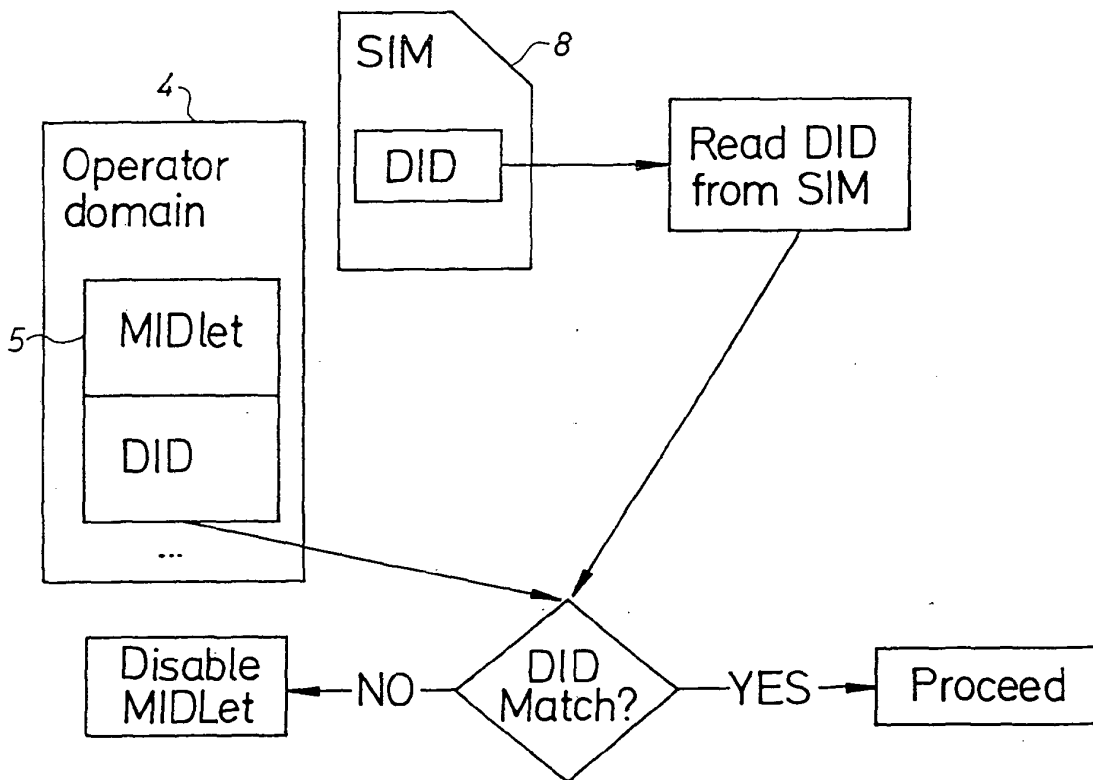 4
Operator
domain
5
MIDlet
DID
...
SIM
8
DID
Read DID
from SIM
DID
Match?
NO
YES
Disable
MIDLet
Proceed